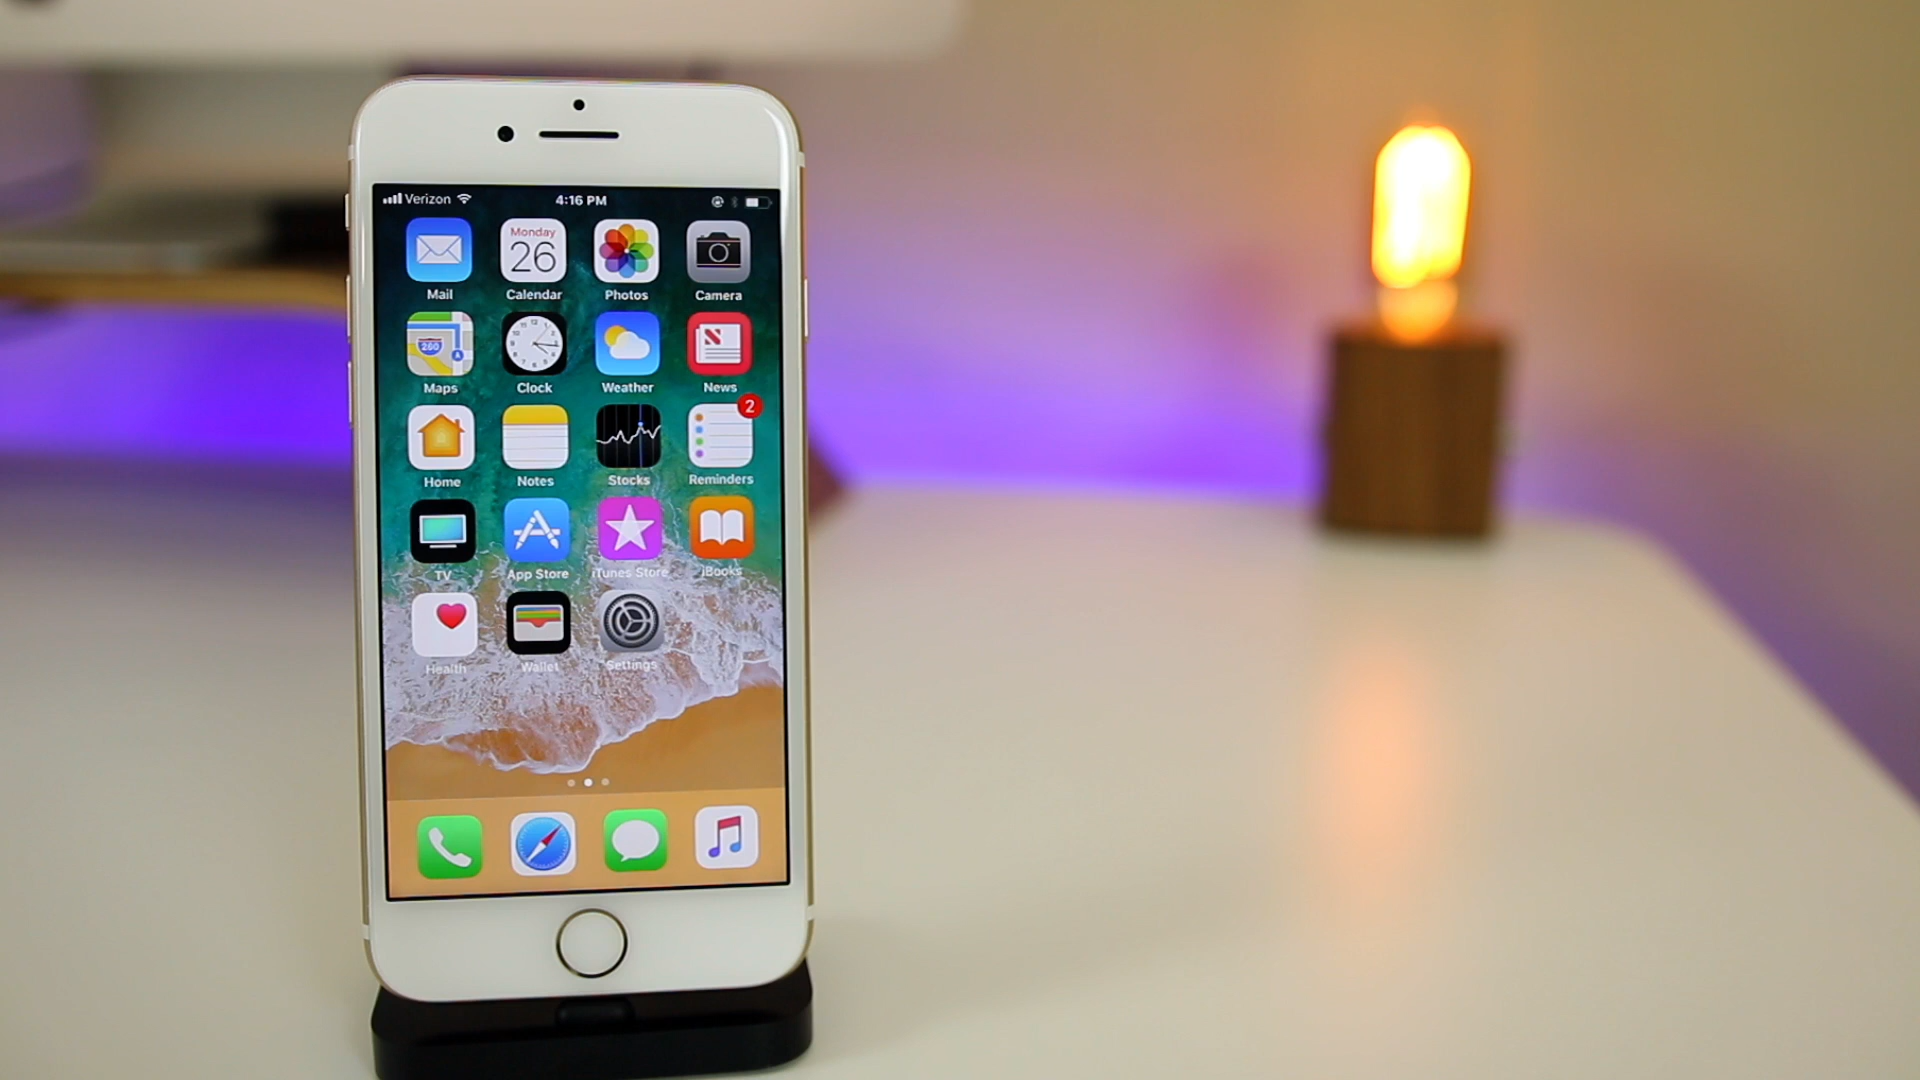 Verizon 4:16 PM
Monday
26
Mail Calendar Photos Camera
280
Maps Clock Weather News
2
Home Notes Stocks Reminders
TV App Store iTunes Store iBooks
Health Wallet Settings